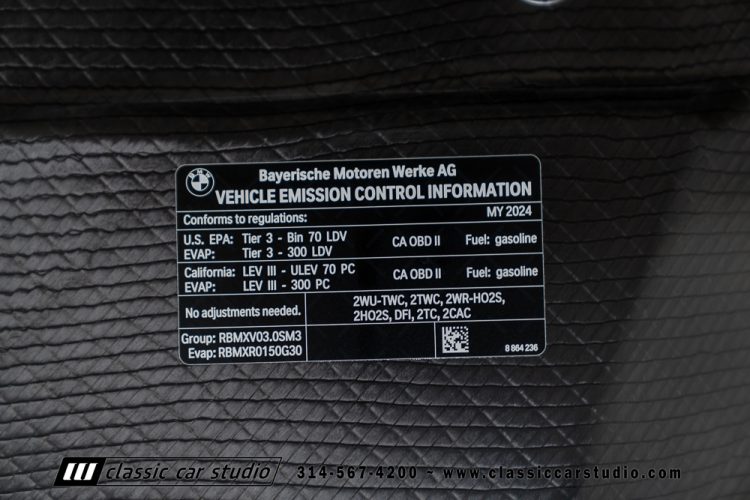 BMW
Bayerische Motoren Werke AG
VEHICLE EMISSION CONTROL INFORMATION
Conforms to regulations: MY 2024
U.S. EPA: Tier 3 - Bin 70 LDV CA OBD II Fuel: gasoline
EVAP: Tier 3 - 300 LDV
California: LEV III - ULEV 70 PC CA OBD II Fuel: gasoline
EVAP: LEV III - 300 PC
No adjustments needed. 2WU-TWC, 2TWC, 2WR-HO2S,
2HO2S, DFI, 2TC, 2CAC
Group: RBMXV03.0SM3
Evap: RBMXR0150G30 8 864 236
classic car studio 314-567-4200 ~ www.classiccarstudio.com